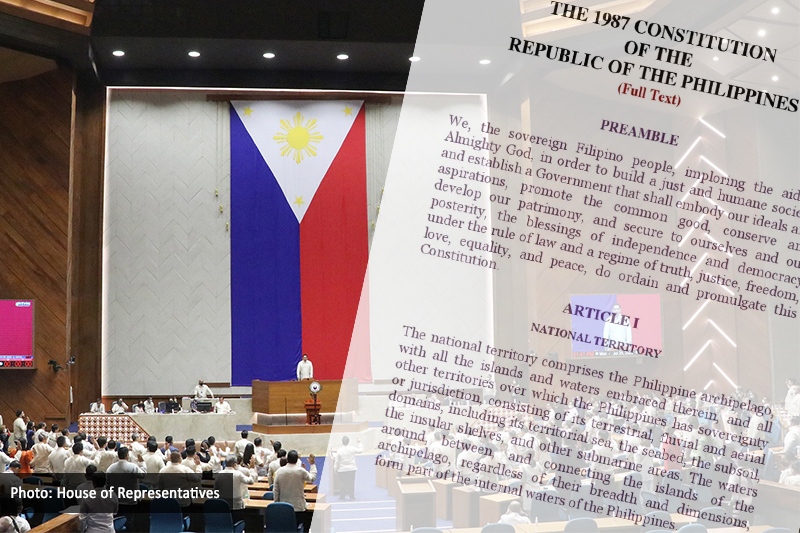 THE 1987 CONSTITUTION
OF THE
REPUBLIC OF THE PHILIPPINES
(Full Text)
PREAMBLE
We, the sovereign Filipino people, imploring the aid
Almighty God, in order to build a just and humane socie
and establish a Government that shall embody our ideals a
aspirations, promote the common good, conserve an
develop our patrimony, and secure to ourselves and ou
posterity, the blessings of independence and democracy
under the rule of law and a regime of truth, justice, freedom,
love, equality, and peace, do ordain and promulgate this
Constitution.
ARTICLE I
NATIONAL TERRITORY
The national territory comprises the Philippine archipelago,
with all the islands and waters embraced therein, and all
other territories over which the Philippines has sovereignty
or jurisdiction, consisting of its terrestrial, fluvial and aerial
domains, including its territorial sea, the seabed, the subsoil,
the insular shelves, and other submarine areas. The waters
around, between, and connecting the islands of the
archipelago, regardless of their breadth and dimensions,
form part of the internal waters of the Philippines.
Photo: House of Representatives